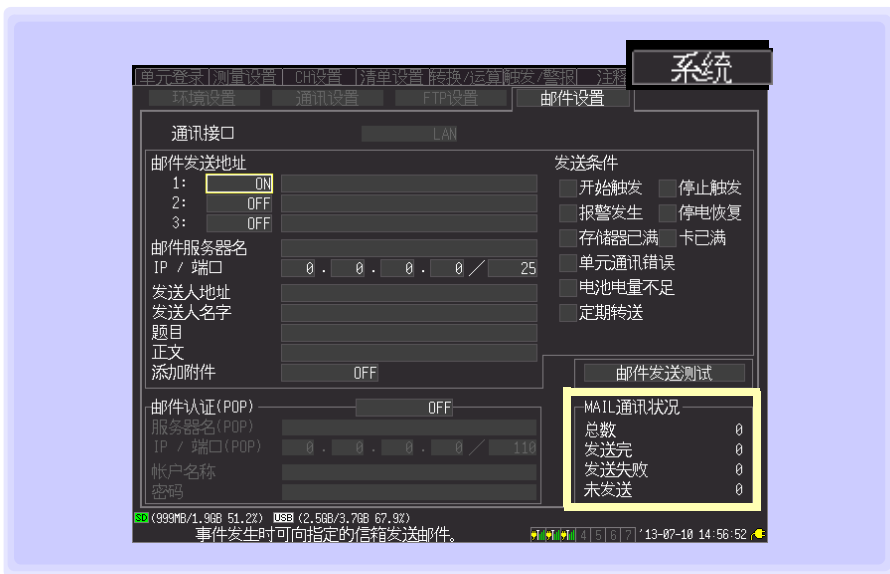 单元登录 测量设置 CH设置 清单设置 转换/运算 触发/警报 注释 系统
环境设置 通讯设置 FTP设置 邮件设置
通讯接口 LAN
邮件发送地址
1: ON
2: OFF
3: OFF
邮件服务器名
IP / 端口 0 . 0 . 0 . 0 / 25
发送人地址
发送人名字
题目
正文
添加附件 OFF
发送条件
开始触发 停止触发
报警发生 停电恢复
存储器已满 卡已满
单元通讯错误
电池电量不足
定期转送
邮件发送测试
邮件认证(POP) OFF
服务器名(POP)
IP / 端口(POP) 0 . 0 . 0 . 0 / 110
帐户名称
密码
MAIL通讯状况
总数 0
发送完 0
发送失败 0
未发送 0
SD (999MB/1.9GB 51.2%) USB (2.5GB/3.7GB 67.9%)
事件发生时可向指定的信箱发送邮件。
4 5 6 7 '13-07-10 14:56:52